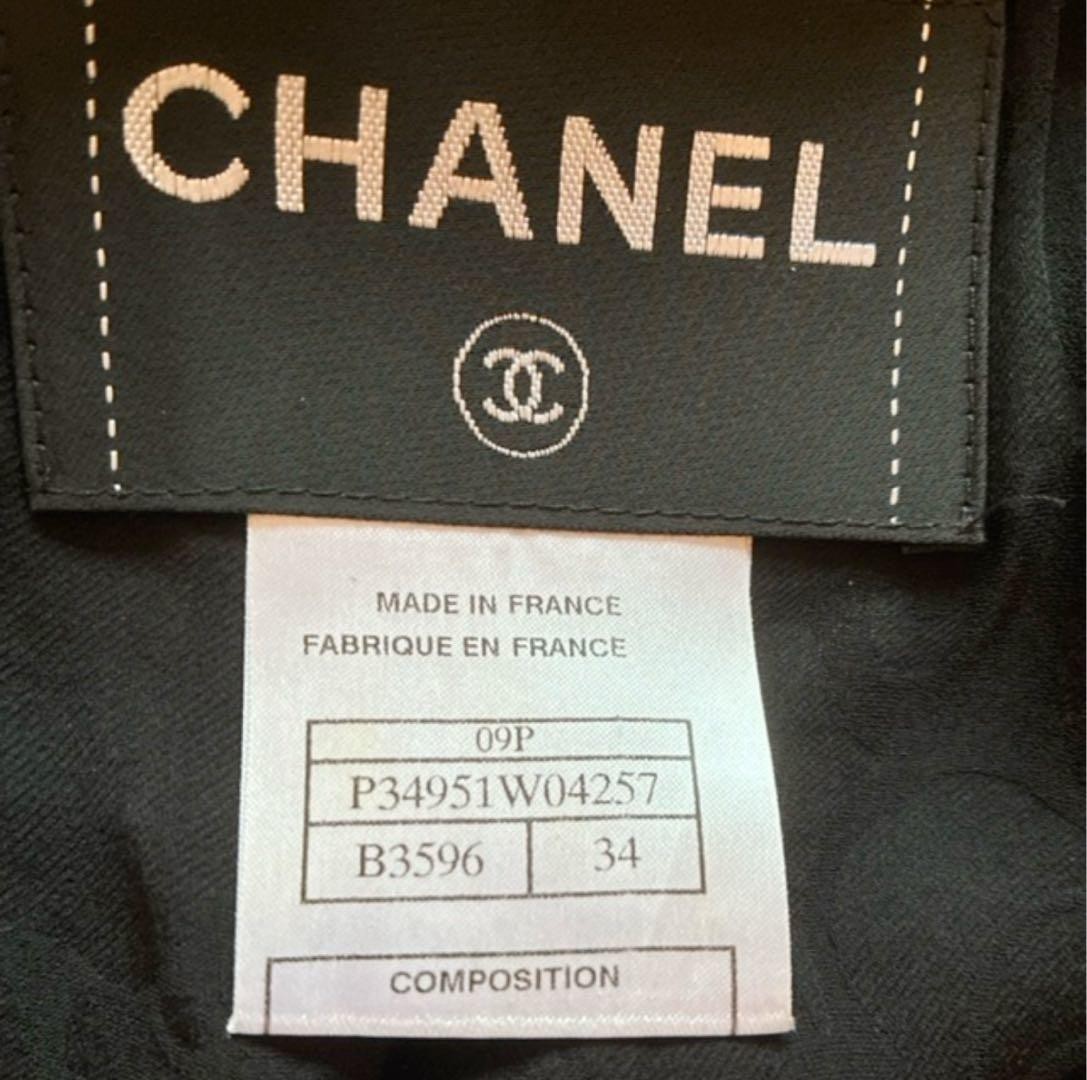 CHANEL
MADE IN FRANCE
FABRIQUE EN FRANCE
09P
P34951W04257
B3596 34
COMPOSITION